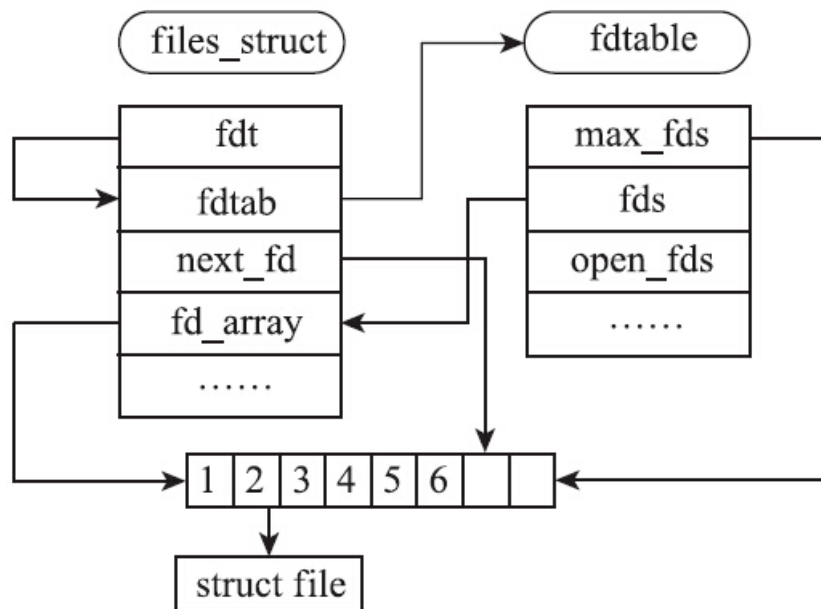 files_struct
fdtable
fdt
fdtab
next_fd
fd_array
……
max_fds
fds
open_fds
……
1 2 3 4 5 6
struct file